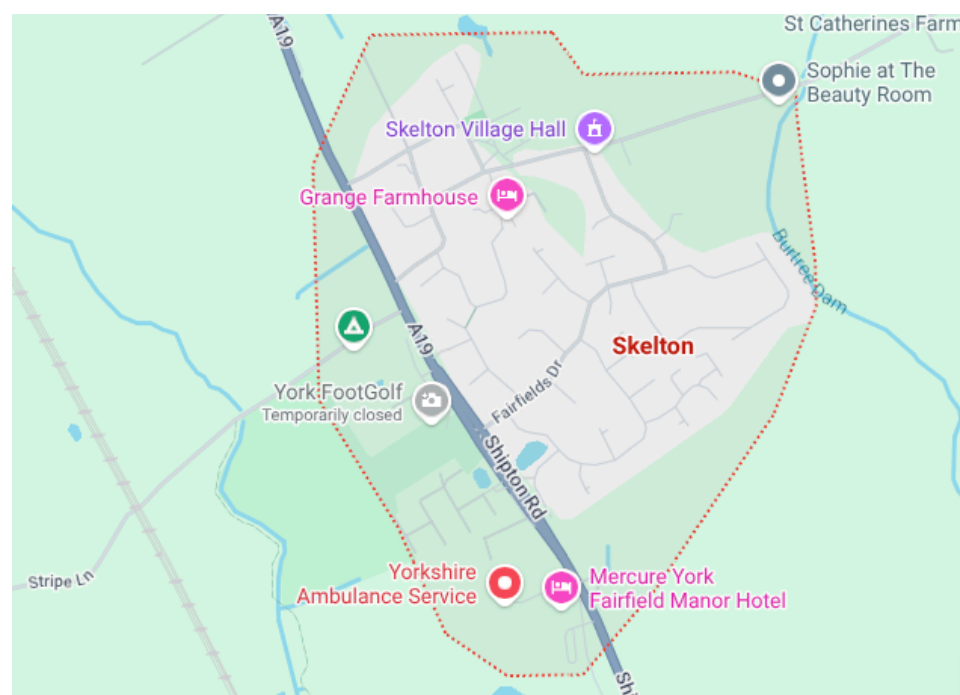 A19
St Catherines Farm
Sophie at The
Beauty Room
Skelton Village Hall
Grange Farmhouse
Burtree Dam
A19
Skelton
York FootGolf
Temporarily closed
Fairfields Dr
Shipton Rd
Stripe Ln
Yorkshire
Ambulance Service
Mercure York
Fairfield Manor Hotel
Sh